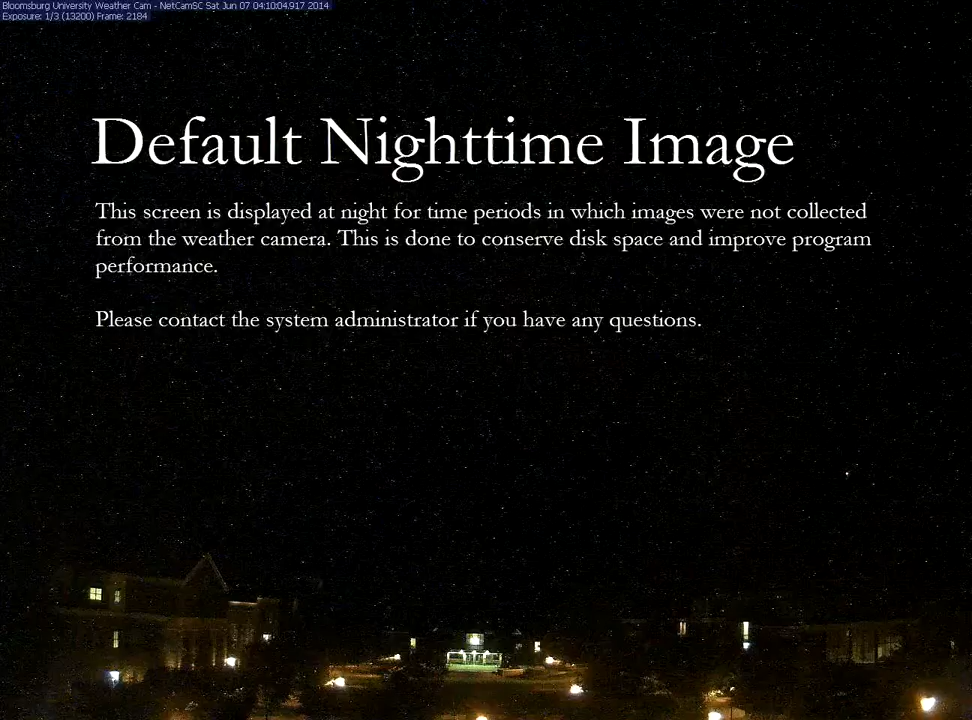 Bloomsburg University Weather Cam - NetCamSC Sat Jun 07 04:10:04.917 2014
Exposure: 1/3 (13200) Frame: 2184
Default Nighttime Image
This screen is displayed at night for time periods in which images were not collected
from the weather camera. This is done to conserve disk space and improve program
performance.
Please contact the system administrator if you have any questions.